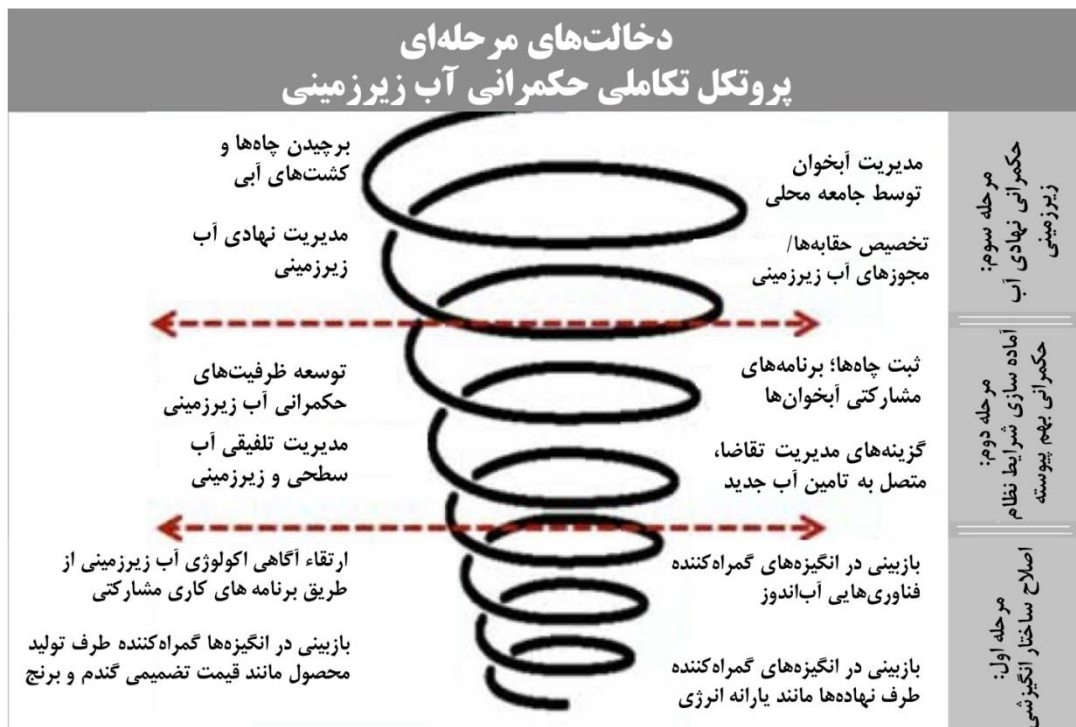 دخالت‌های مرحله‌ای
پروتکل تکاملی حکمرانی آب زیرزمینی
مرحله سوم:
حکمرانی نهادی آب
زیرزمینی
مدیریت آبخوان
توسط جامعه محلی
برچیدن چاه‌ها و
کشت‌های آبی
تخصیص حقابه‌ها/
مجوزهای آب زیرزمینی
مدیریت نهادی آب
زیرزمینی
مرحله دوم:
آماده سازی شرایط نظام
حکمرانی بهم پیوسته
ثبت چاه‌ها؛ برنامه‌های
مشارکتی آبخوان‌ها
توسعه ظرفیت‌های
حکمرانی آب زیرزمینی
گزینه‌های مدیریت تقاضا،
متصل به تامین آب جدید
مدیریت تلفیقی آب
سطحی و زیرزمینی
مرحله اول:
اصلاح ساختار انگیزشی
بازبینی در انگیزه‌های گمراه‌کننده
فناوری‌هایی آب‌اندوز
ارتقاء آگاهی اکولوژی آب زیرزمینی از
طریق برنامه های کاری مشارکتی
بازبینی در انگیزه‌های گمراه‌کننده
طرف نهاده‌ها مانند یارانه انرژی
بازبینی در انگیزه‌ها گمراه‌کننده طرف تولید
محصول مانند قیمت تضمیمی گندم و برنج